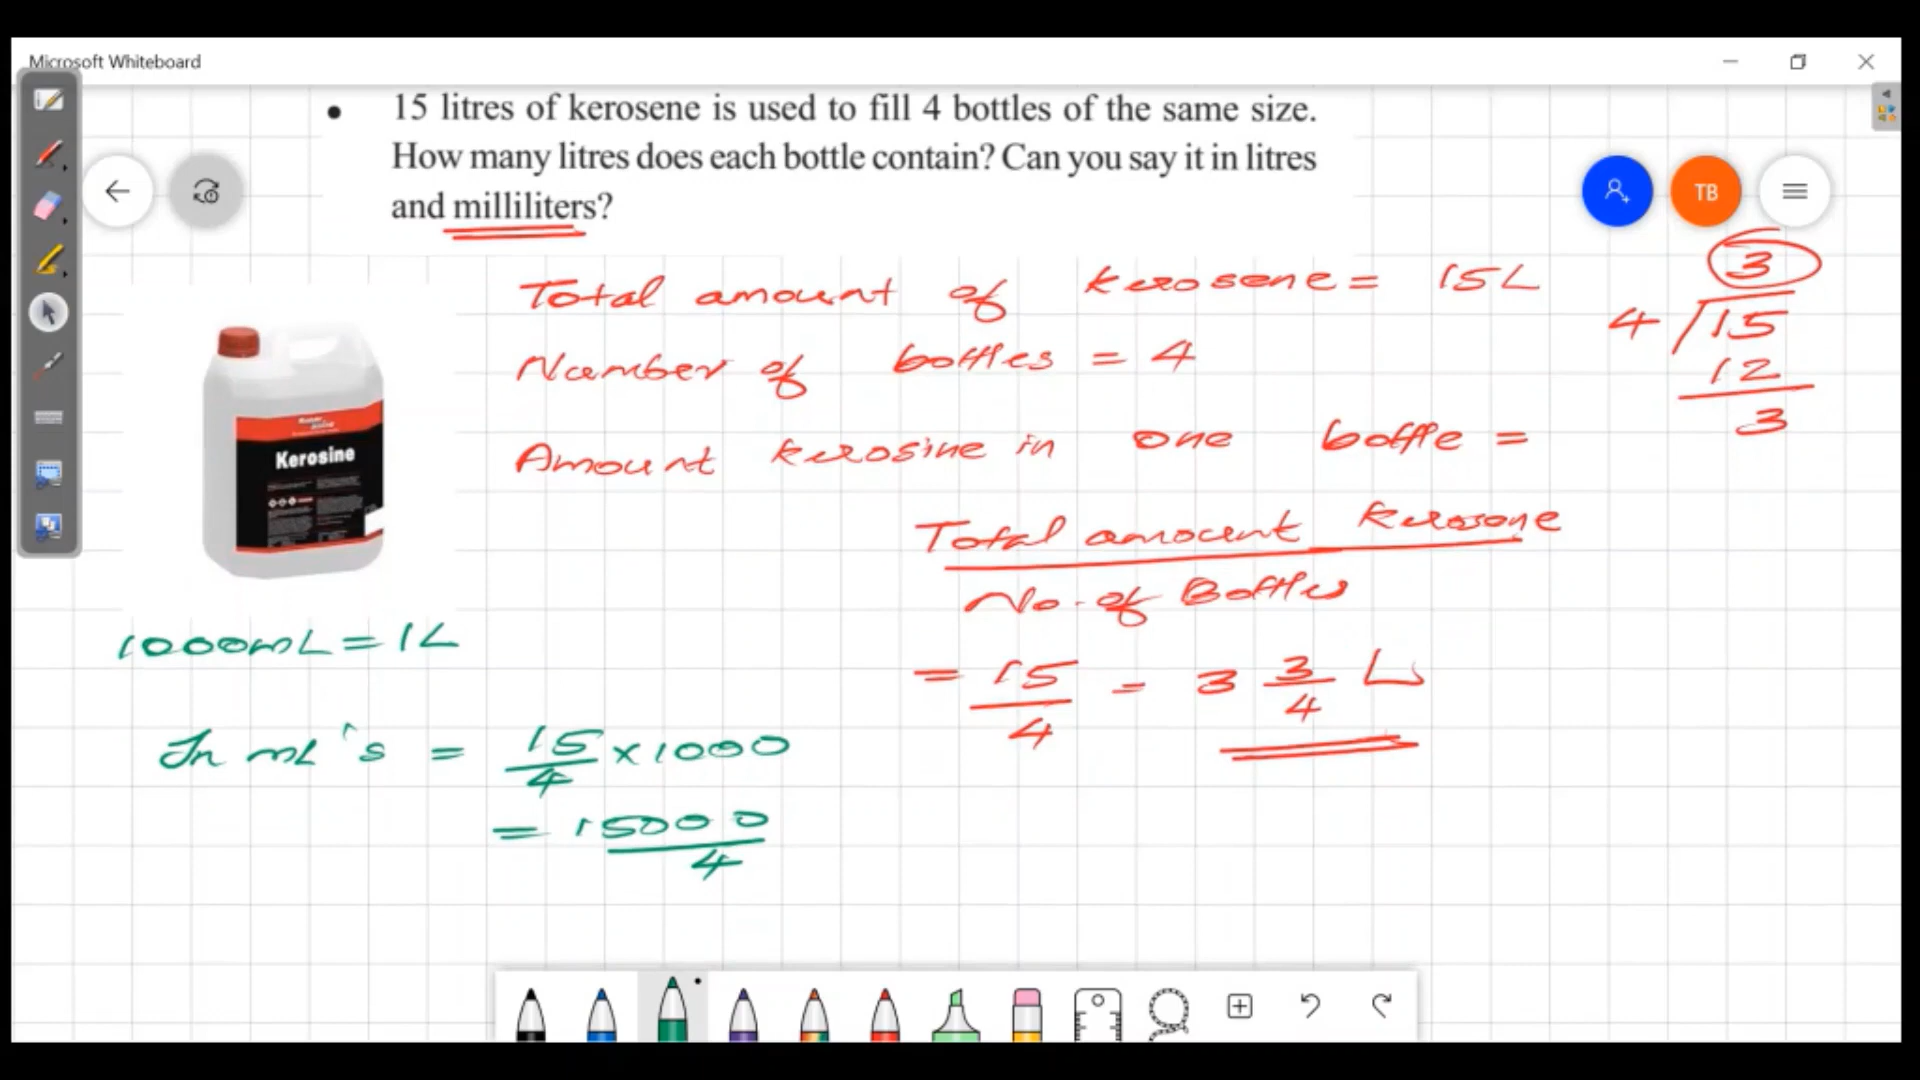 Microsoft Whiteboard
• 15 litres of kerosene is used to fill 4 bottles of the same size.
How many litres does each bottle contain? Can you say it in litres
and milliliters?
TB
Total amount of kerosene = 15L
Number of bottles = 4
Amount kerosine in one bottle =
Total amount kerosene
No. of Bottles
= 15/4 = 3 3/4 L
3
4 15
12
3
Kerosine
1000mL = 1L
In mL's = 15/4 × 1000
= 15000/4